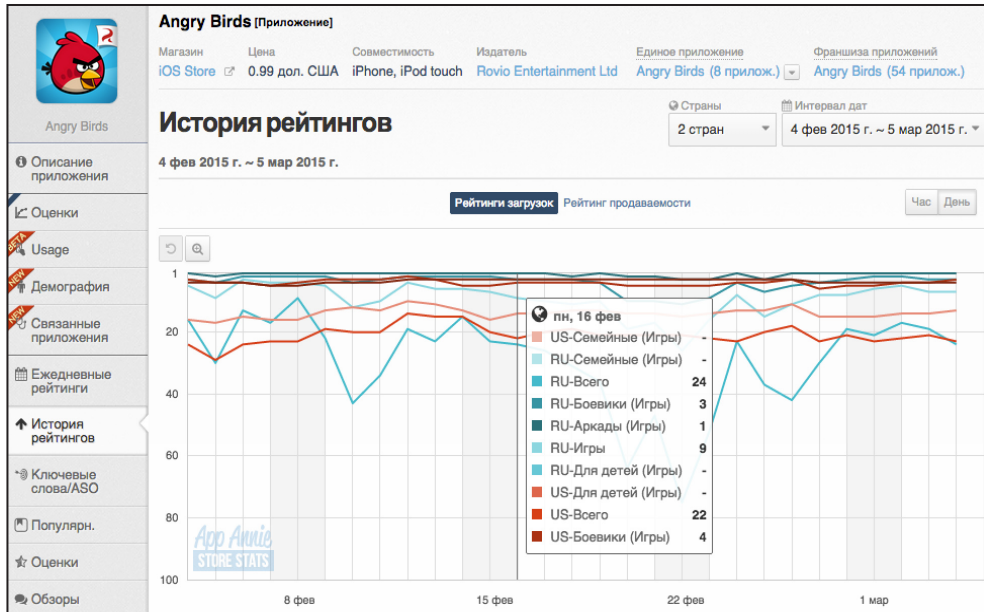 Angry Birds [Приложение]
Магазин
Цена
Совместимость
Издатель
Единое приложение
Франшиза приложений
iOS Store
0.99 дол. США
iPhone, iPod touch
Rovio Entertainment Ltd
Angry Birds (8 прилож.)
Angry Birds (54 прилож.)
Angry Birds
История рейтингов
Страны
2 стран
Интервал дат
4 фев 2015 г. ~ 5 мар 2015 г.
4 фев 2015 г. ~ 5 мар 2015 г.
Рейтинги загрузок
Рейтинг продаваемости
Час
День
Описание
приложения
Оценки
BETA
Usage
NEW
Демография
NEW
Связанные
приложения
Ежедневные
рейтинги
История
рейтингов
Ключевые
слова/ASO
Популярн.
Оценки
Обзоры
1
20
40
60
80
100
пн, 16 фев
US-Семейные (Игры) -
RU-Семейные (Игры) -
RU-Всего 24
RU-Боевики (Игры) 3
RU-Аркады (Игры) 1
RU-Игры 9
RU-Для детей (Игры) -
US-Для детей (Игры) -
US-Всего 22
US-Боевики (Игры) 4
App Annie
STORE STATS
8 фев
15 фев
22 фев
1 мар